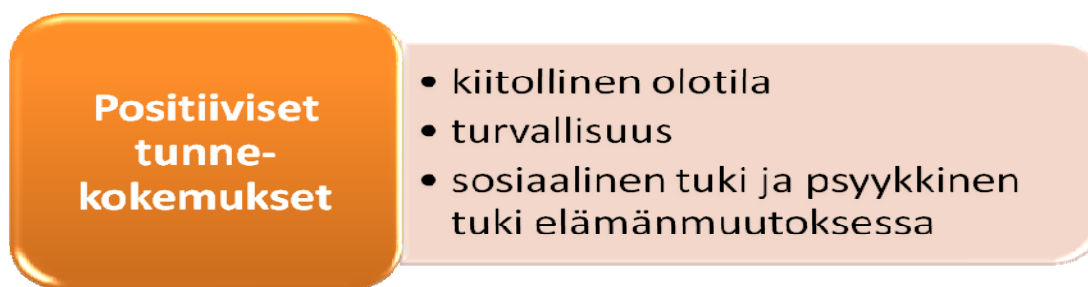 Positiiviset
tunne-
kokemukset
• kiitollinen olotila
• turvallisuus
• sosiaalinen tuki ja psyykkinen
tuki elämänmuutoksessa